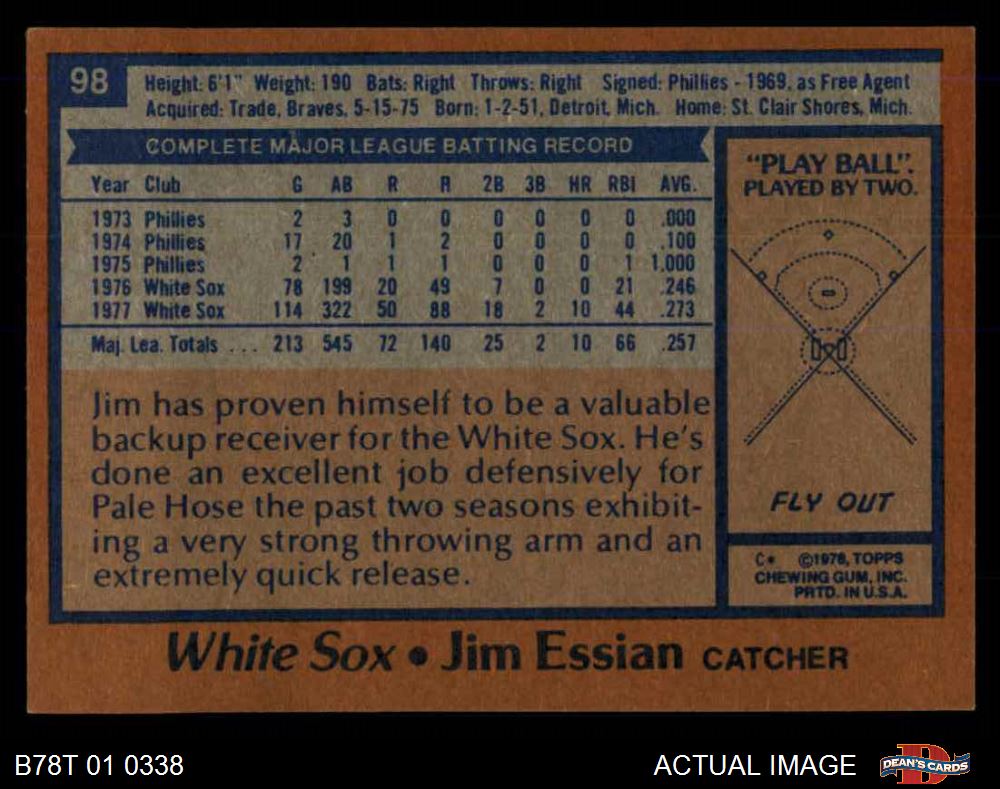 98
Height: 6'1" Weight: 190 Bats: Right Throws: Right Signed: Phillies - 1969, as Free Agent
Acquired: Trade, Braves, 5-15-75 Born: 1-2-51, Detroit, Mich. Home: St. Clair Shores, Mich.
COMPLETE MAJOR LEAGUE BATTING RECORD
Year Club G AB R H 2B 3B HR RBI AVG.
1973 Phillies 2 3 0 0 0 0 0 0 .000
1974 Phillies 17 20 1 2 0 0 0 0 .100
1975 Phillies 2 1 1 1 0 0 0 1 1.000
1976 White Sox 78 199 20 49 7 0 0 21 .246
1977 White Sox 114 322 50 88 18 2 10 44 .273
Maj. Lea. Totals ... 213 545 72 140 25 2 10 66 .257
Jim has proven himself to be a valuable
backup receiver for the White Sox. He's
done an excellent job defensively for
Pale Hose the past two seasons exhibit-
ing a very strong throwing arm and an
extremely quick release.
"PLAY BALL".
PLAYED BY TWO.
FLY OUT
C* ©1978, TOPPS
CHEWING GUM, INC.
PRTD. IN U.S.A.
White Sox • Jim Essian CATCHER
B78T 01 0338
ACTUAL IMAGE
D
DEAN'S CARDS